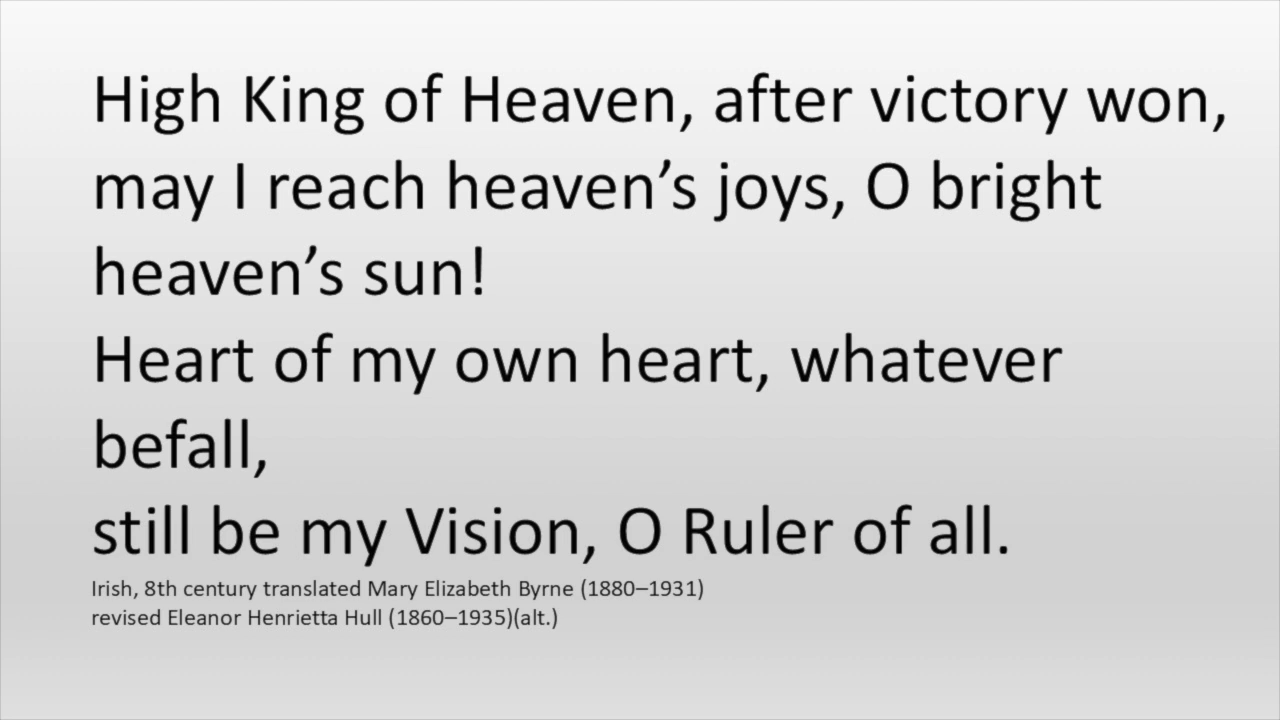 High King of Heaven, after victory won,
may I reach heaven’s joys, O bright
heaven’s sun!
Heart of my own heart, whatever
befall,
still be my Vision, O Ruler of all.
Irish, 8th century translated Mary Elizabeth Byrne (1880–1931)
revised Eleanor Henrietta Hull (1860–1935)(alt.)